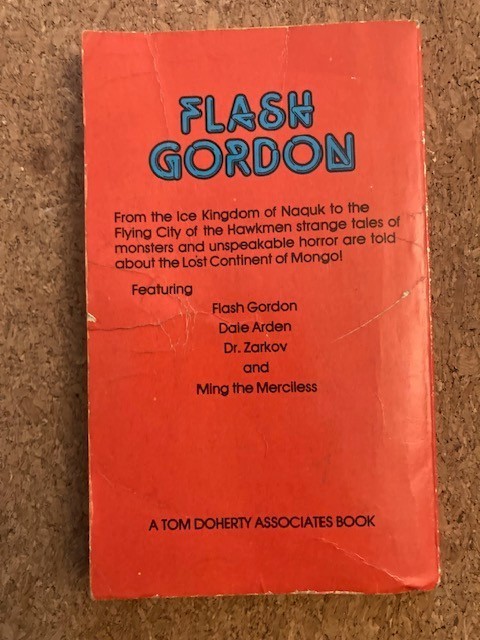 FLASH
GORDON
From the Ice Kingdom of Naquk to the
Flying City of the Hawkmen strange tales of
monsters and unspeakable horror are told
about the Lost Continent of Mongo!
Featuring
Flash Gordon
Dale Arden
Dr. Zarkov
and
Ming the Merciless
A TOM DOHERTY ASSOCIATES BOOK